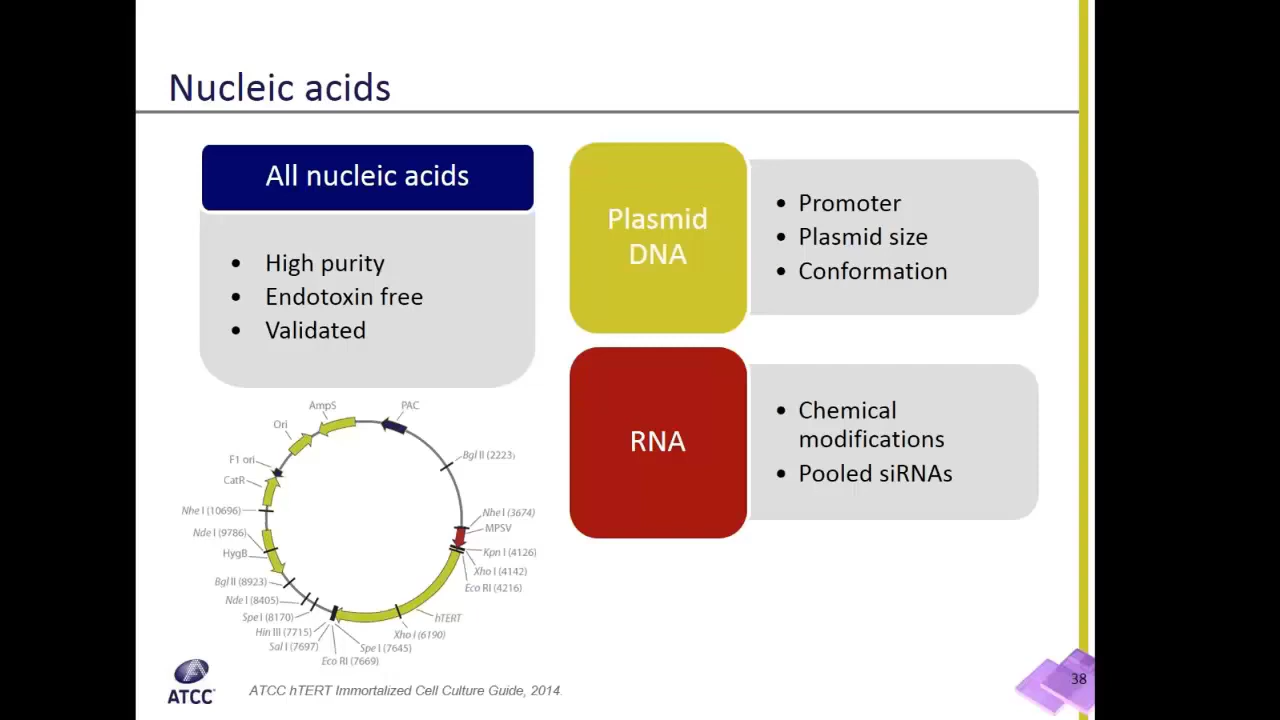 Nucleic acids
All nucleic acids
• High purity
• Endotoxin free
• Validated
Plasmid
DNA
• Promoter
• Plasmid size
• Conformation
RNA
• Chemical
modifications
• Pooled siRNAs
AmpS
PAC
Ori
F1 ori
CatR
Bgl II (2223)
Nhe I (10696)
Nhe I (3674)
MPSV
Nde I (9786)
HygB
Kpn I (4126)
Xho I (4142)
Eco RI (4216)
Bgl II (8923)
Nde I (8405)
Spe I (8170)
Hin III (7715)
Sal I (7697)
Eco RI (7669)
Spe I (7645)
Xho I (6190)
hTERT
ATCC
ATCC hTERT Immortalized Cell Culture Guide, 2014.
38